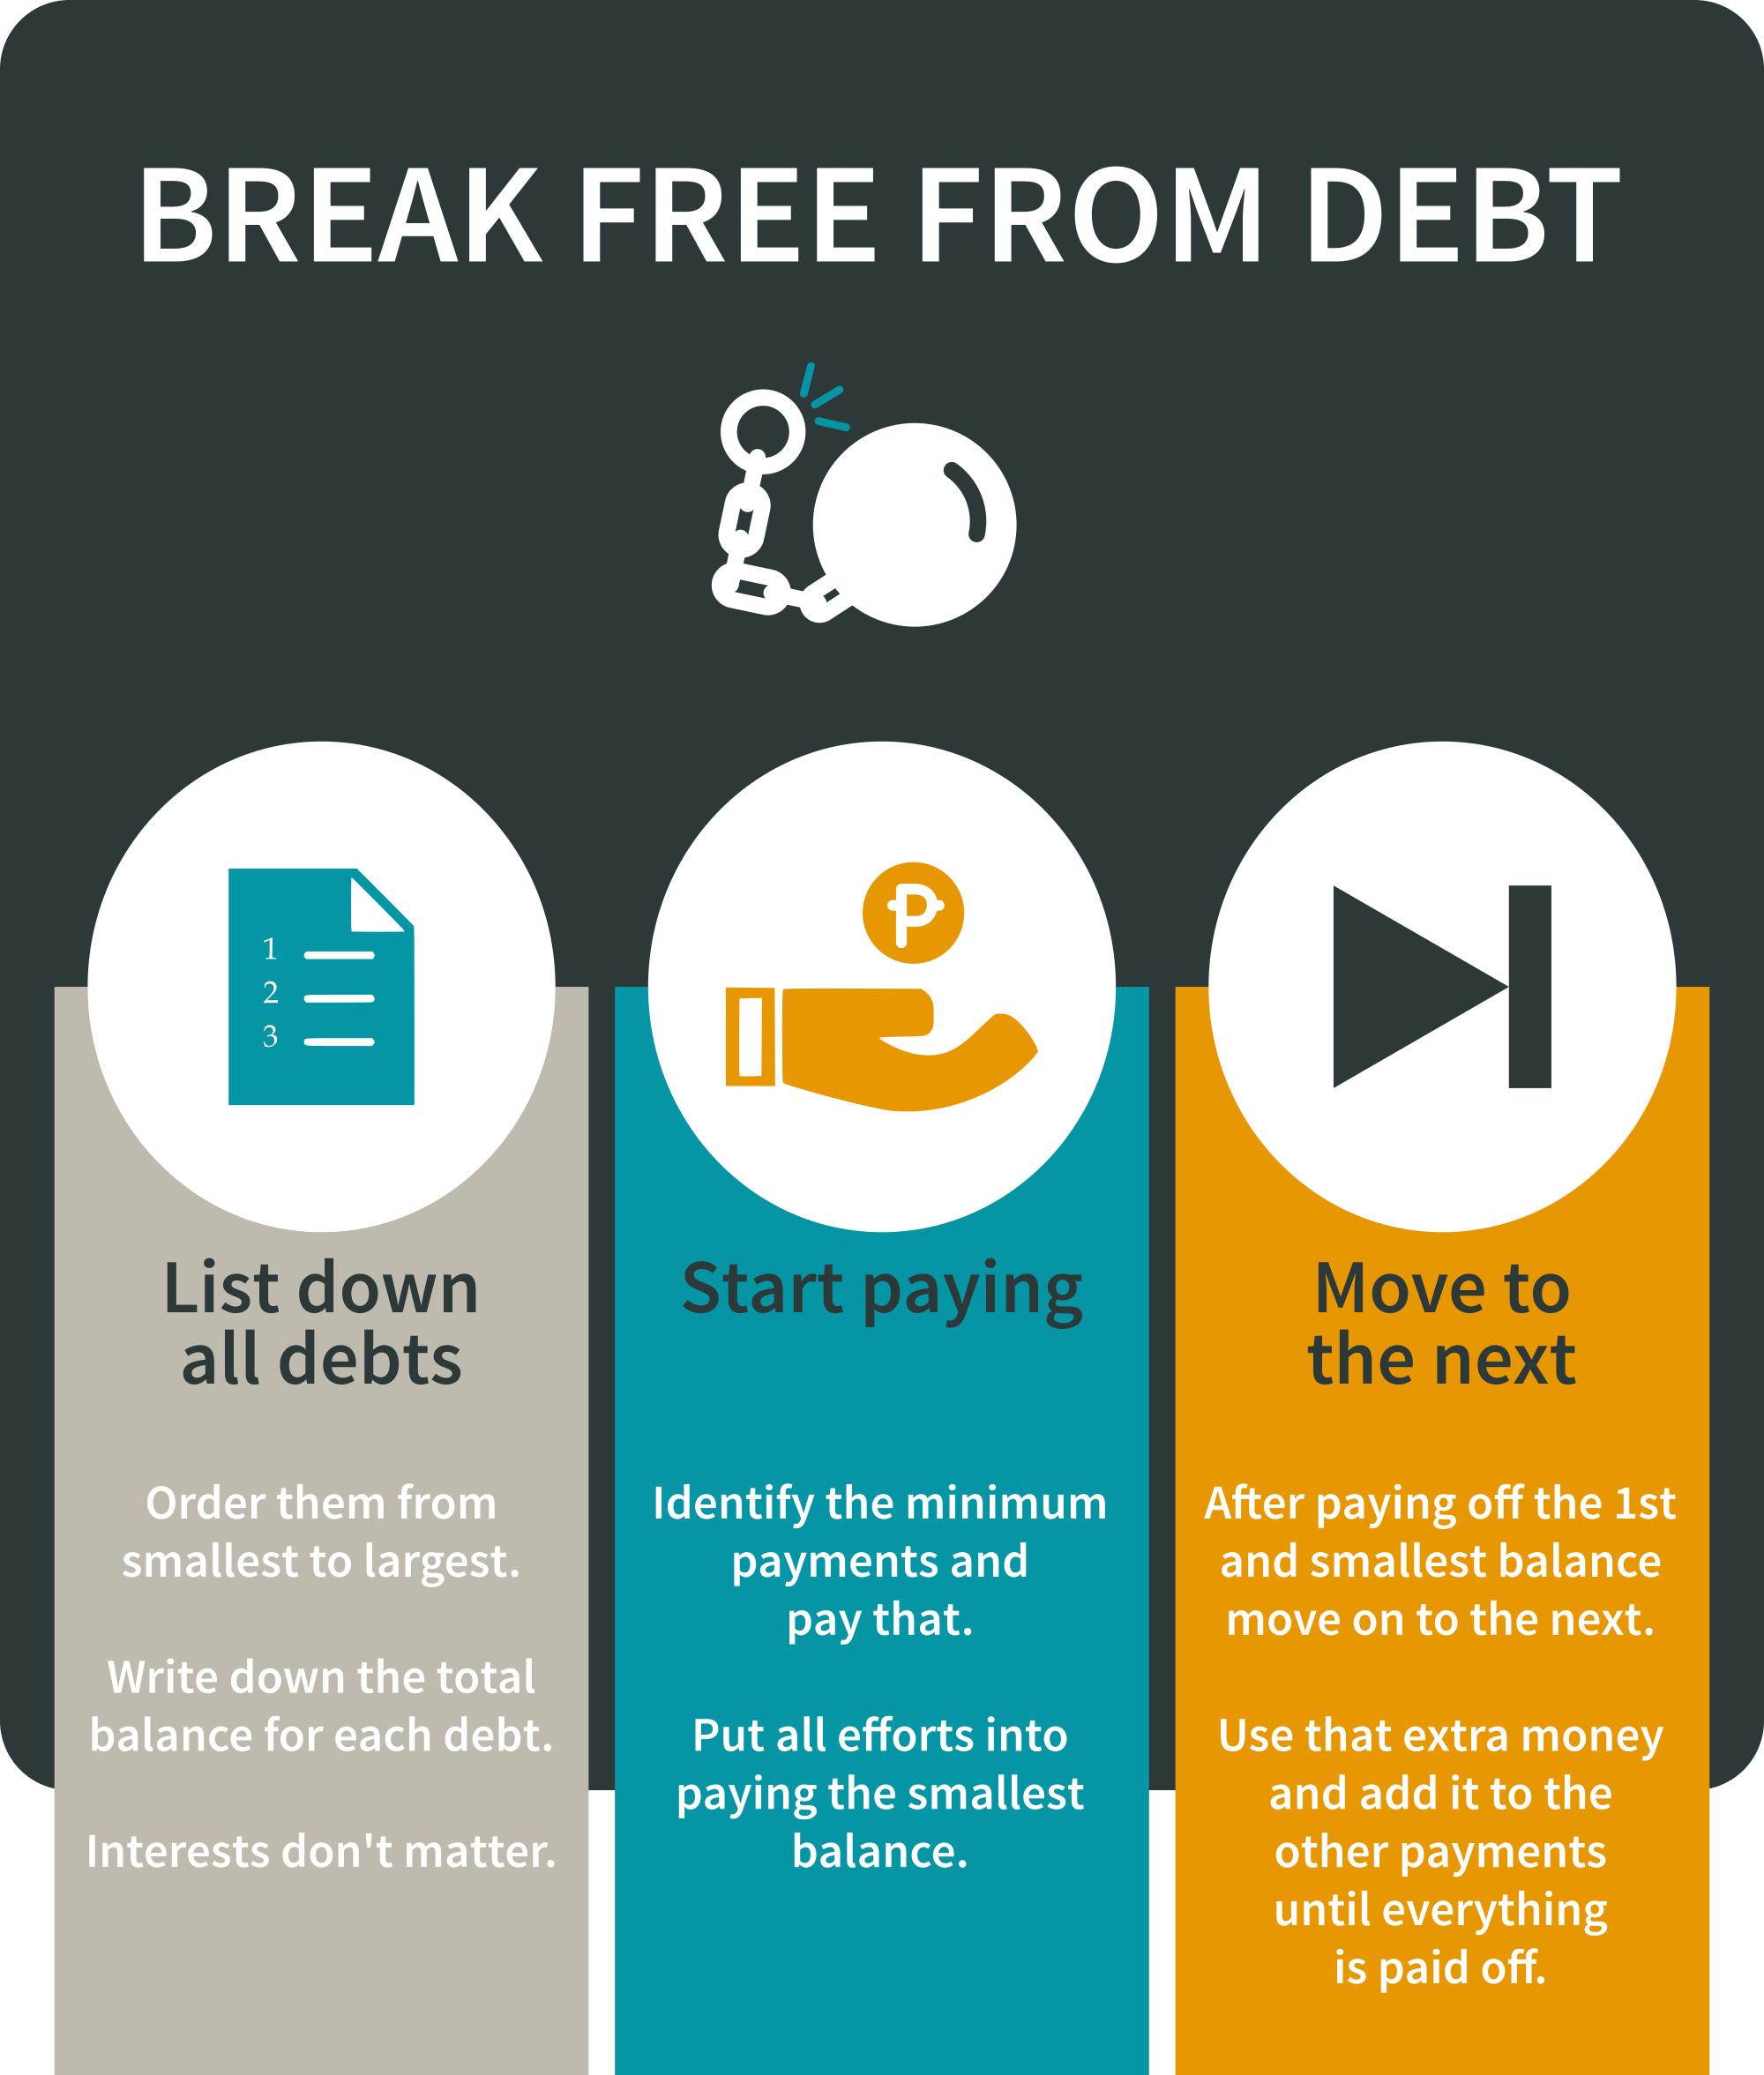 BREAK FREE FROM DEBT
1
2
3
P
List down
all debts
Order them from
smallest to largest.
Write down the total
balance for each debt.
Interests don't matter.
Start paying
Identify the minimum
payments and
pay that.
Put all efforts into
paying the smallest
balance.
Move to
the next
After paying off the 1st
and smallest balance
move on to the next.
Use that extra money
and add it to the
other payments
until everything
is paid off.